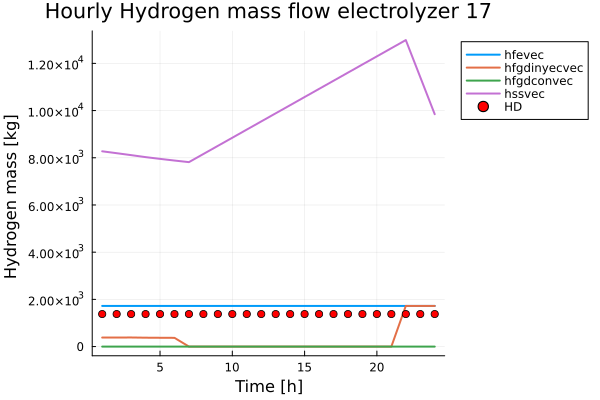 Hourly Hydrogen mass flow electrolyzer 17
Hydrogen mass [kg]
1.20×10⁴
1.00×10⁴
8.00×10³
6.00×10³
4.00×10³
2.00×10³
0
5 10 15 20
Time [h]
hfevec
hfgdinyecvec
hfgdconvec
hssvec
HD